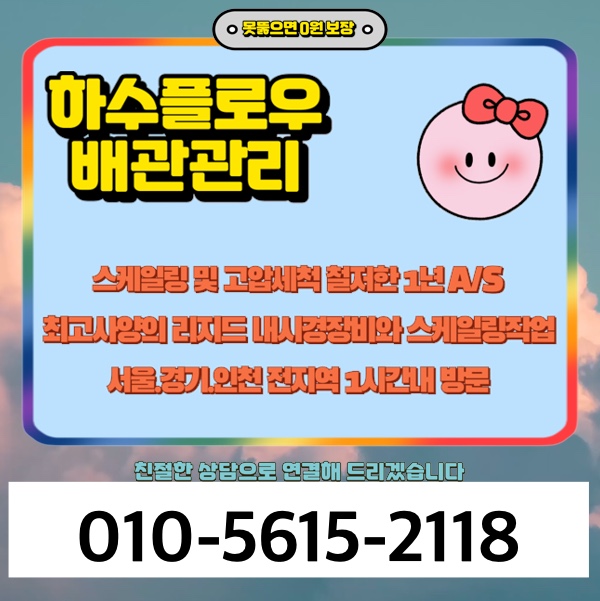 못뚫으면 0원 보장
하수플로우
배관관리
스케일링 및 고압세척 철저한 1년 A/S
최고사양의 리지드 내시경장비와 스케일링작업
서울.경기.인천 전지역 1시간내 방문
친절한 상담으로 연결해 드리겠습니다
010-5615-2118